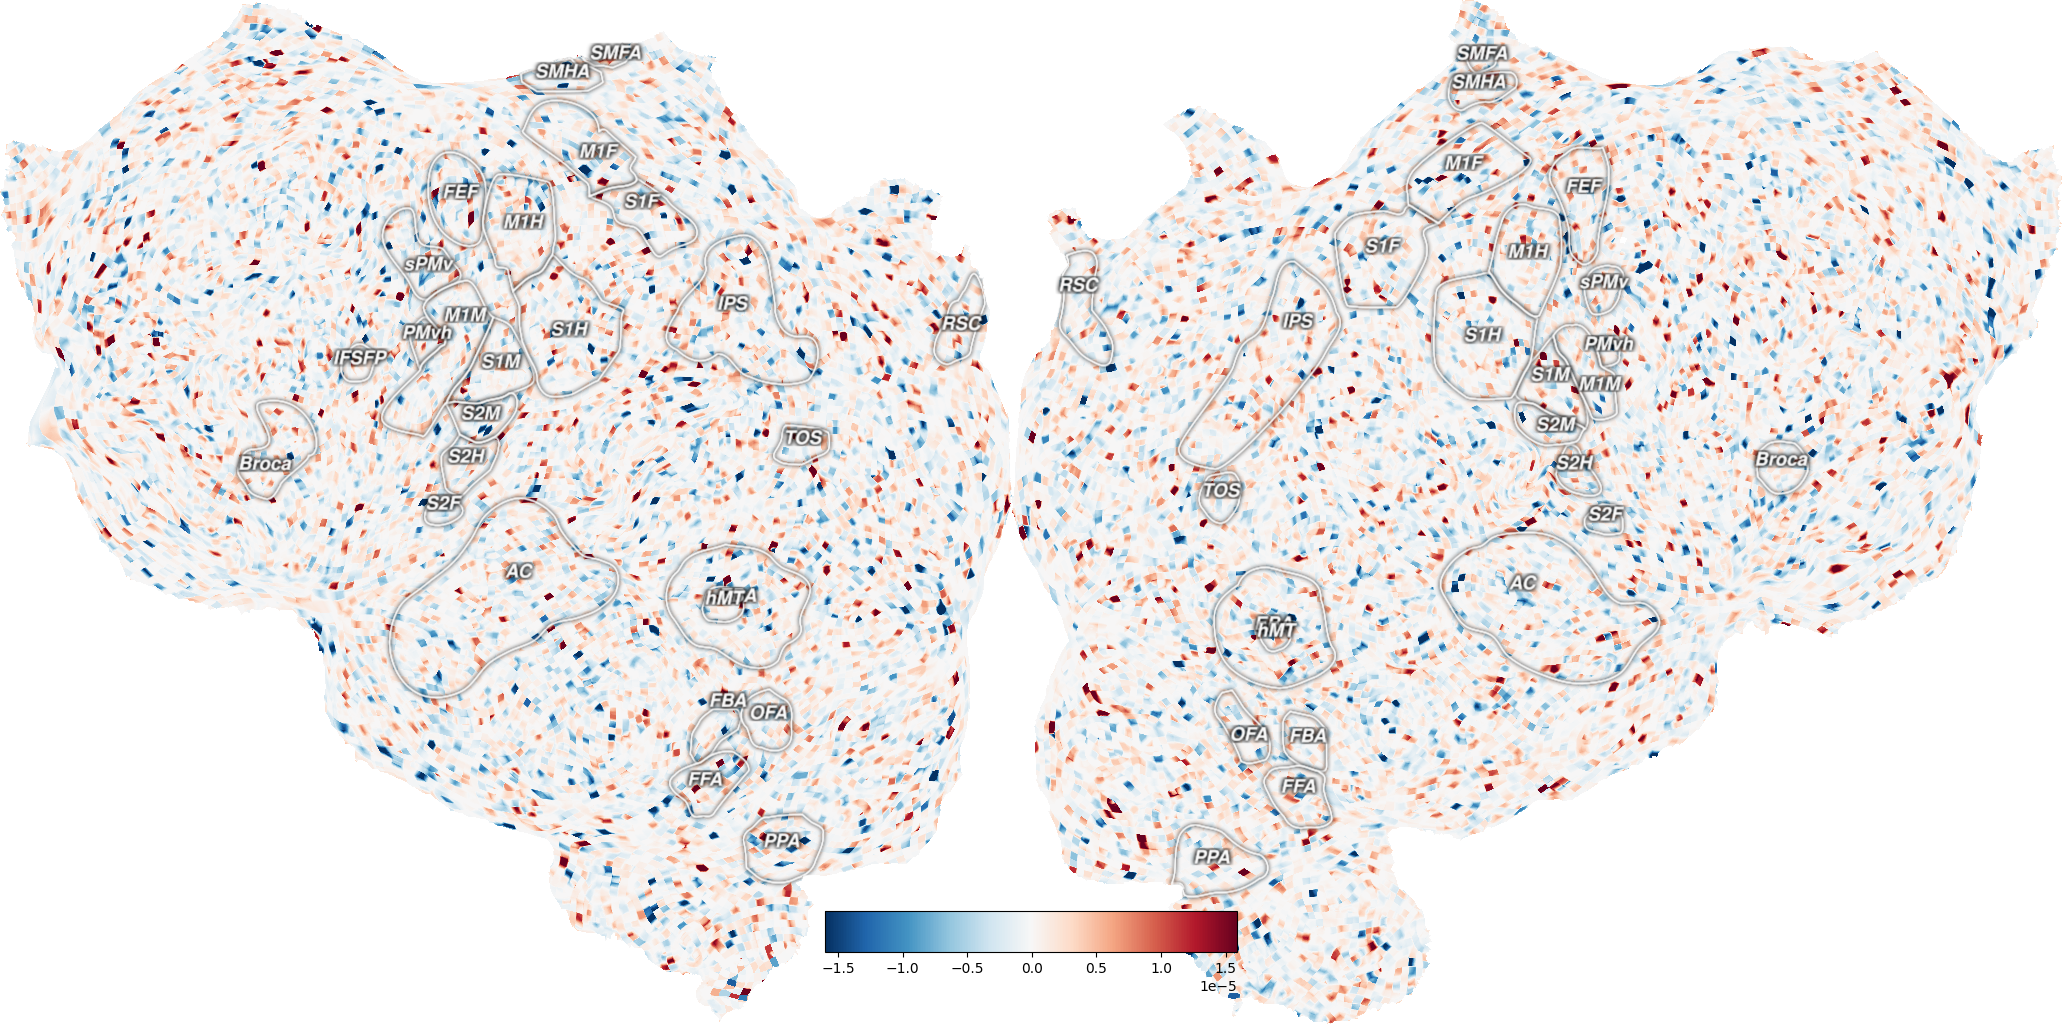 SMFA
SMHA
M1F
FEF
M1H
S1F
sPMv
IPS
M1M
PMvh
S1H
RSC
IFSFP
S1M
S2M
TOS
Broca
S2H
S2F
AC
hMT
FBA
OFA
FFA
PPA
SMFA
SMHA
M1F
FEF
S1F
M1H
RSC
sPMv
IPS
S1H
PMvh
S1M
M1M
S2M
Broca
S2H
TOS
S2F
AC
hMT
OFA
FBA
FFA
PPA
−1.5 −1.0 −0.5 0.0 0.5 1.0 1.5
1e−5